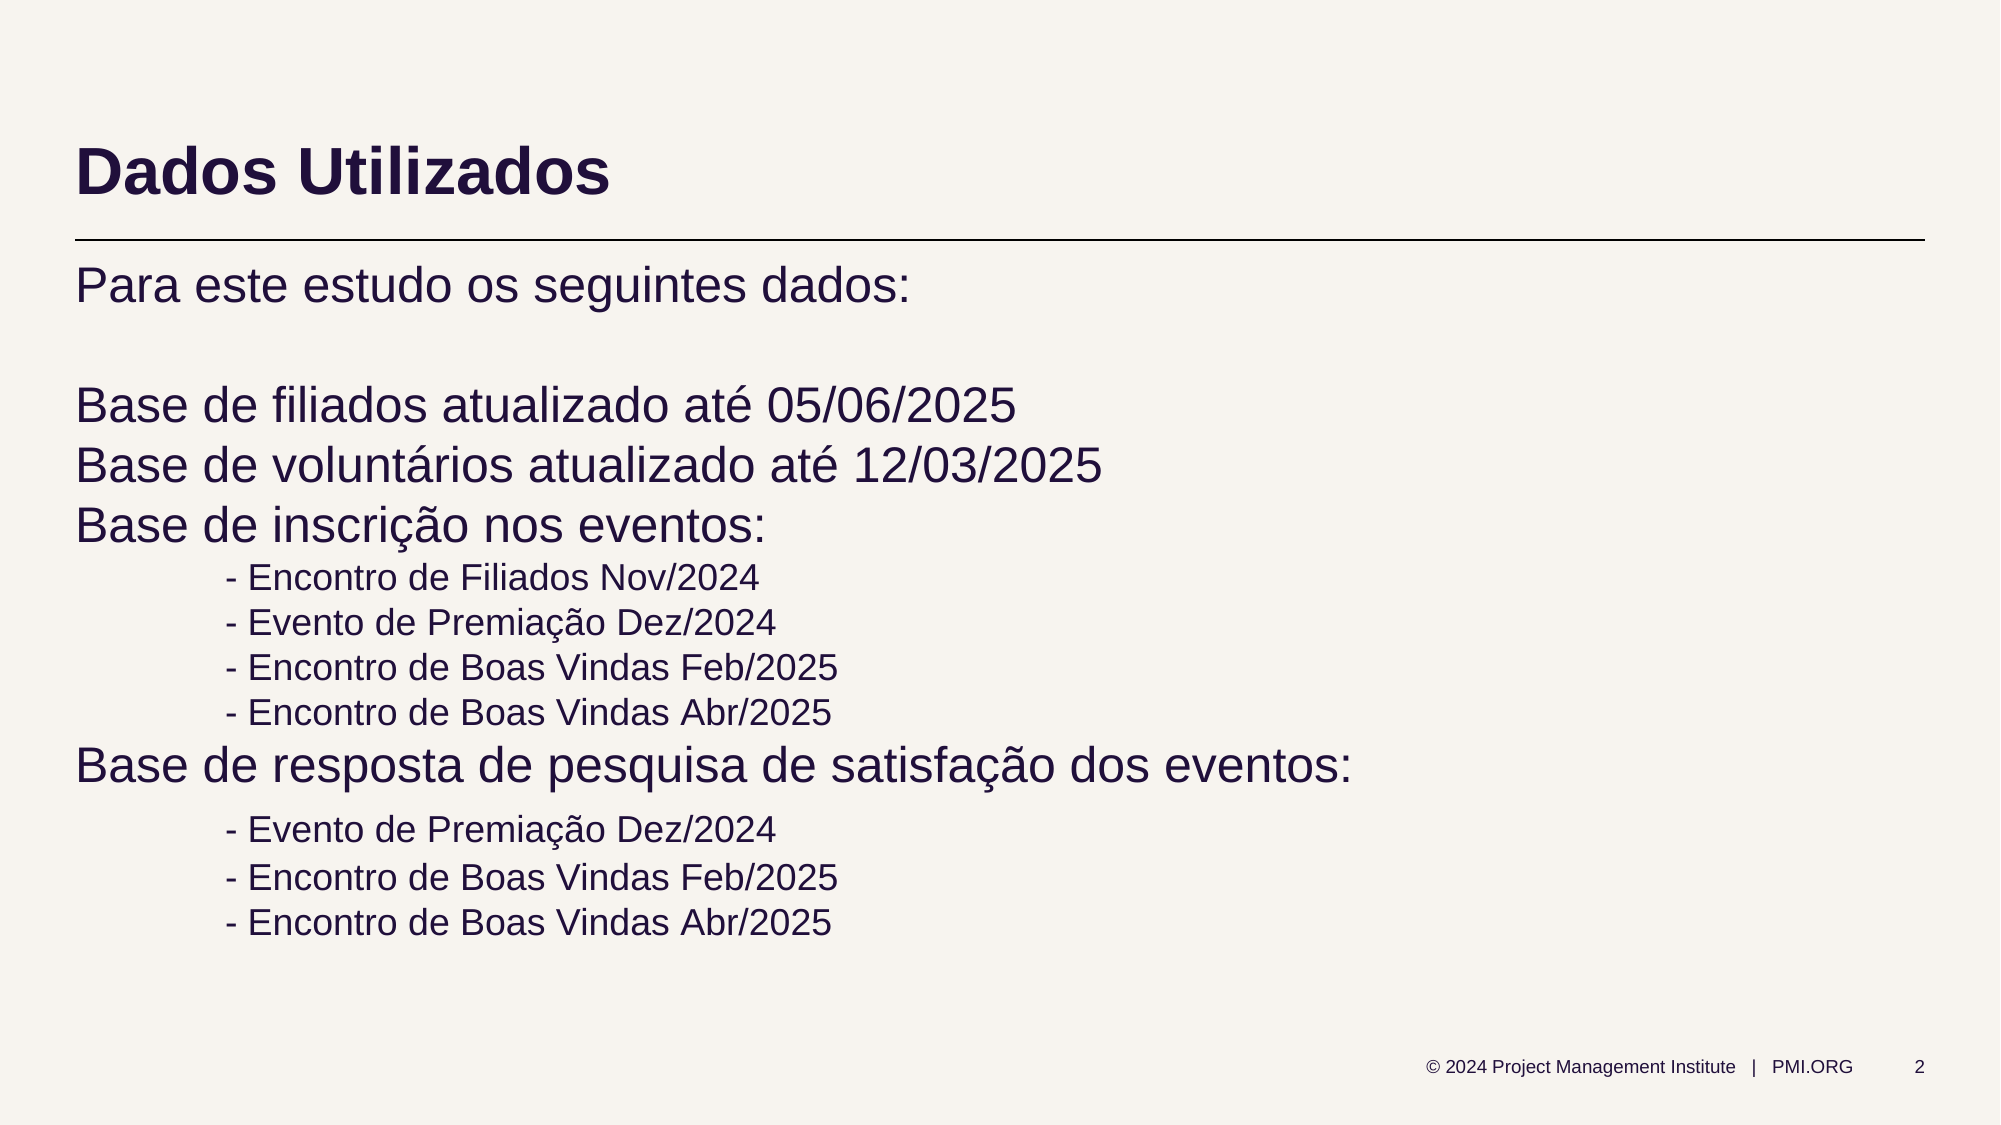 Dados Utilizados
Para este estudo os seguintes dados:
Base de filiados atualizado até 05/06/2025
Base de voluntários atualizado até 12/03/2025
Base de inscrição nos eventos:
- Encontro de Filiados Nov/2024
- Evento de Premiação Dez/2024
- Encontro de Boas Vindas Feb/2025
- Encontro de Boas Vindas Abr/2025
Base de resposta de pesquisa de satisfação dos eventos:
- Evento de Premiação Dez/2024
- Encontro de Boas Vindas Feb/2025
- Encontro de Boas Vindas Abr/2025
© 2024 Project Management Institute | PMI.ORG 2